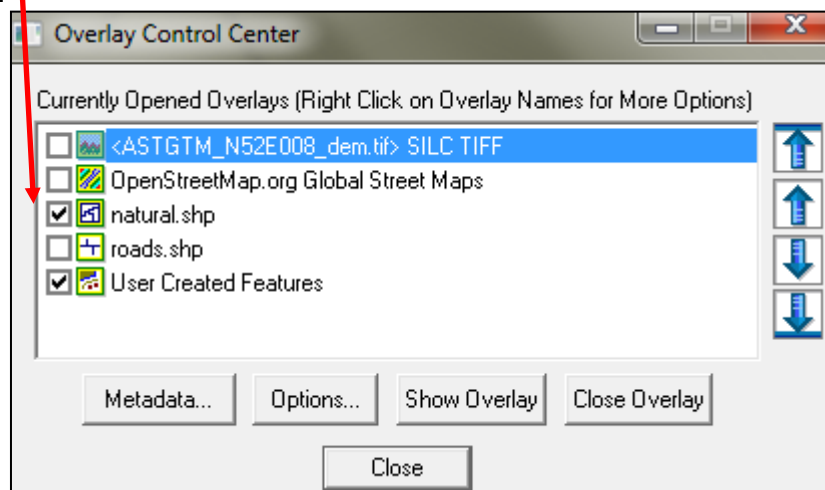 Overlay Control Center
Currently Opened Overlays (Right Click on Overlay Names for More Options)
<ASTGTM_N52E008_dem.tif> SILC TIFF
OpenStreetMap.org Global Street Maps
natural.shp
roads.shp
User Created Features
Metadata... Options... Show Overlay Close Overlay
Close